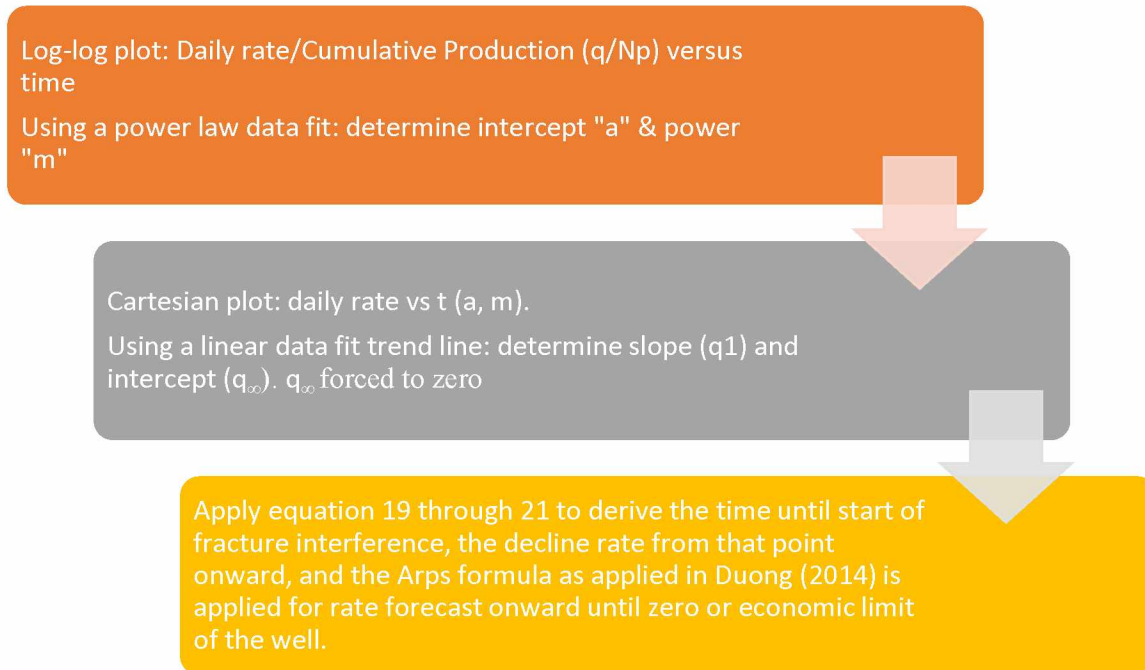 Log-log plot: Daily rate/Cumulative Production (q/Np) versus
time
Using a power law data fit: determine intercept "a" & power
"m"
Cartesian plot: daily rate vs t (a, m).
Using a linear data fit trend line: determine slope (q1) and
intercept (q∞). q∞ forced to zero
Apply equation 19 through 21 to derive the time until start of
fracture interference, the decline rate from that point
onward, and the Arps formula as applied in Duong (2014) is
applied for rate forecast onward until zero or economic limit
of the well.